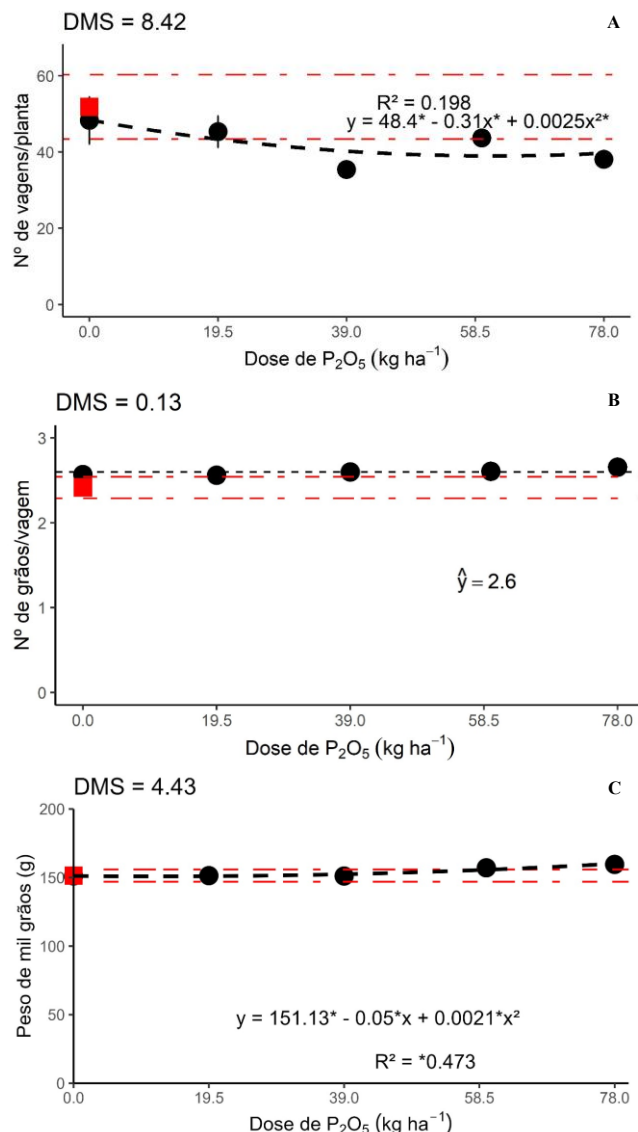 DMS = 8.42
A
60
40
20
0
Nº de vagens/planta
R² = 0.198
y = 48.4* - 0.31x* + 0.0025x²*
0.0 19.5 39.0 58.5 78.0
Dose de P₂O₅ (kg ha⁻¹)
DMS = 0.13
B
3
2
1
0
Nº de grãos/vagem
ŷ = 2.6
0.0 19.5 39.0 58.5 78.0
Dose de P₂O₅ (kg ha⁻¹)
DMS = 4.43
C
200
150
100
50
0
Peso de mil grãos (g)
y = 151.13* - 0.05*x + 0.0021*x²
R² = *0.473
0.0 19.5 39.0 58.5 78.0
Dose de P₂O₅ (kg ha⁻¹)